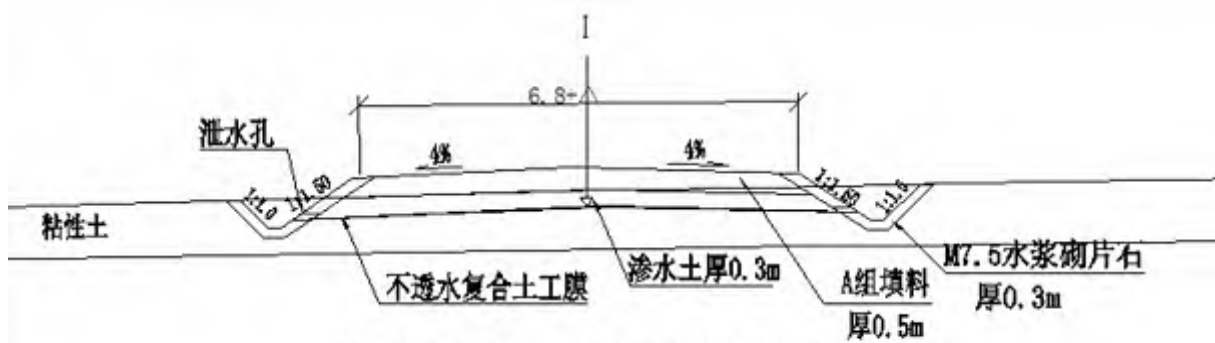 I
6.8+
泄水孔
4%
4%
1:1.0
1:1.50
1:1.50
1:1.0
粘性土
不透水复合土工膜
渗水土厚0.3m
A组填料
厚0.5m
M7.5水浆砌片石
厚0.3m